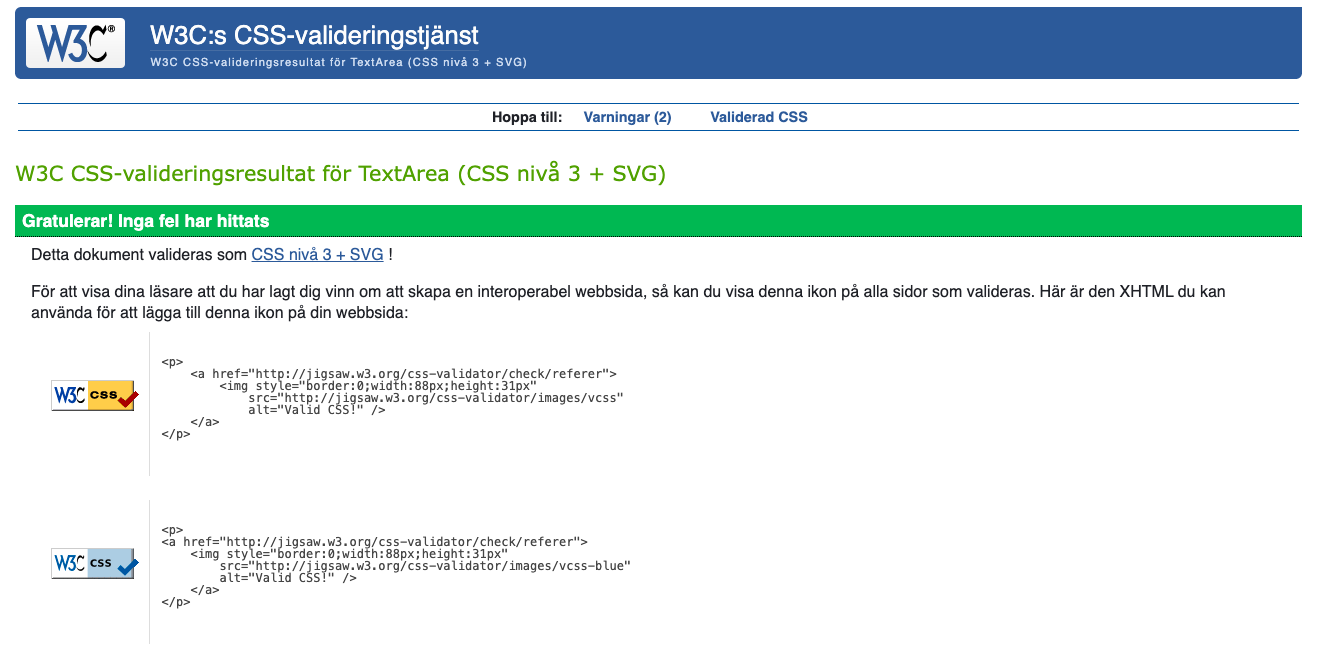 W3C®
W3C:s CSS-valideringstjänst
W3C CSS-valideringsresultat för TextArea (CSS nivå 3 + SVG)
Hoppa till: Varningar (2) Validerad CSS
W3C CSS-valideringsresultat för TextArea (CSS nivå 3 + SVG)
Gratulerar! Inga fel har hittats
Detta dokument valideras som CSS nivå 3 + SVG !
För att visa dina läsare att du har lagt dig vinn om att skapa en interoperabel webbsida, så kan du visa denna ikon på alla sidor som valideras. Här är den XHTML du kan
använda för att lägga till denna ikon på din webbsida:
W3C css
<p>
    <a href="http://jigsaw.w3.org/css-validator/check/referer">
        <img style="border:0;width:88px;height:31px"
            src="http://jigsaw.w3.org/css-validator/images/vcss"
            alt="Valid CSS!" />
    </a>
</p>
W3C css
<p>
<a href="http://jigsaw.w3.org/css-validator/check/referer">
    <img style="border:0;width:88px;height:31px"
        src="http://jigsaw.w3.org/css-validator/images/vcss-blue"
        alt="Valid CSS!" />
    </a>
</p>